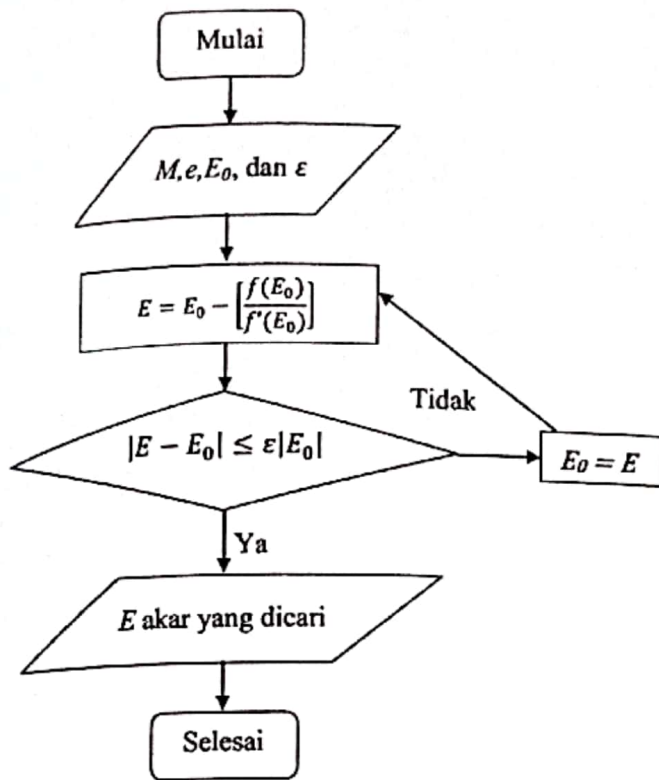 Mulai
M,e,E₀, dan ε
E = E₀ − [f(E₀)/f'(E₀)]
Tidak
|E − E₀| ≤ ε|E₀|
E₀ = E
Ya
E akar yang dicari
Selesai